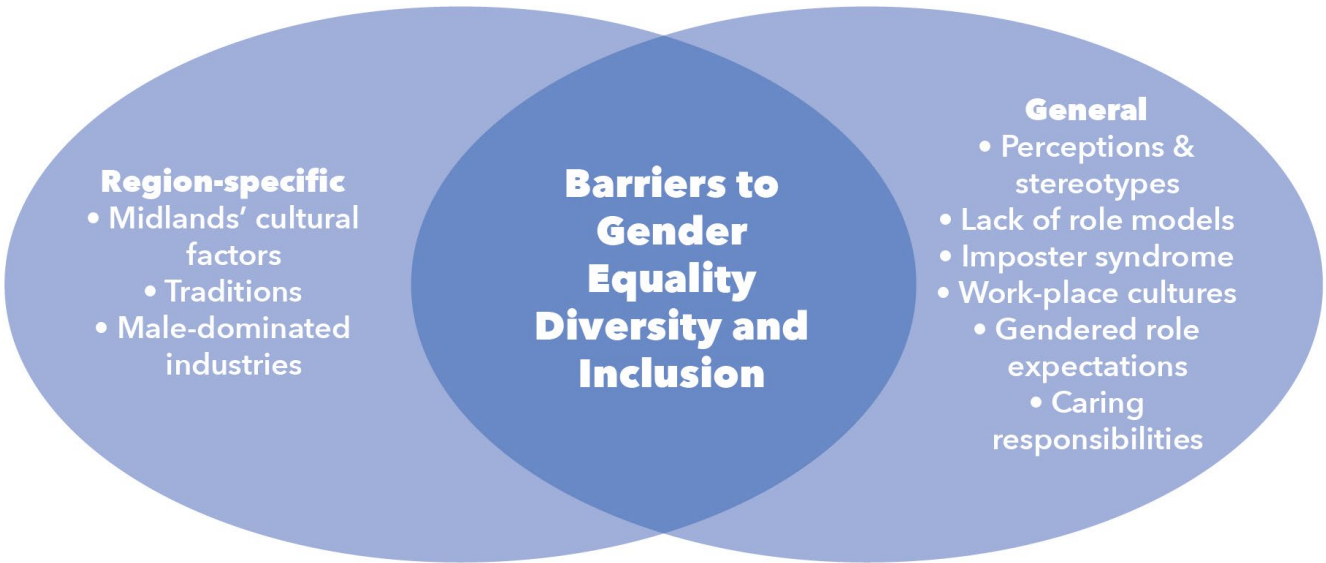 Region-specific
• Midlands’ cultural
factors
• Traditions
• Male-dominated
industries
Barriers to
Gender
Equality
Diversity and
Inclusion
General
• Perceptions &
stereotypes
• Lack of role models
• Imposter syndrome
• Work-place cultures
• Gendered role
expectations
• Caring
responsibilities